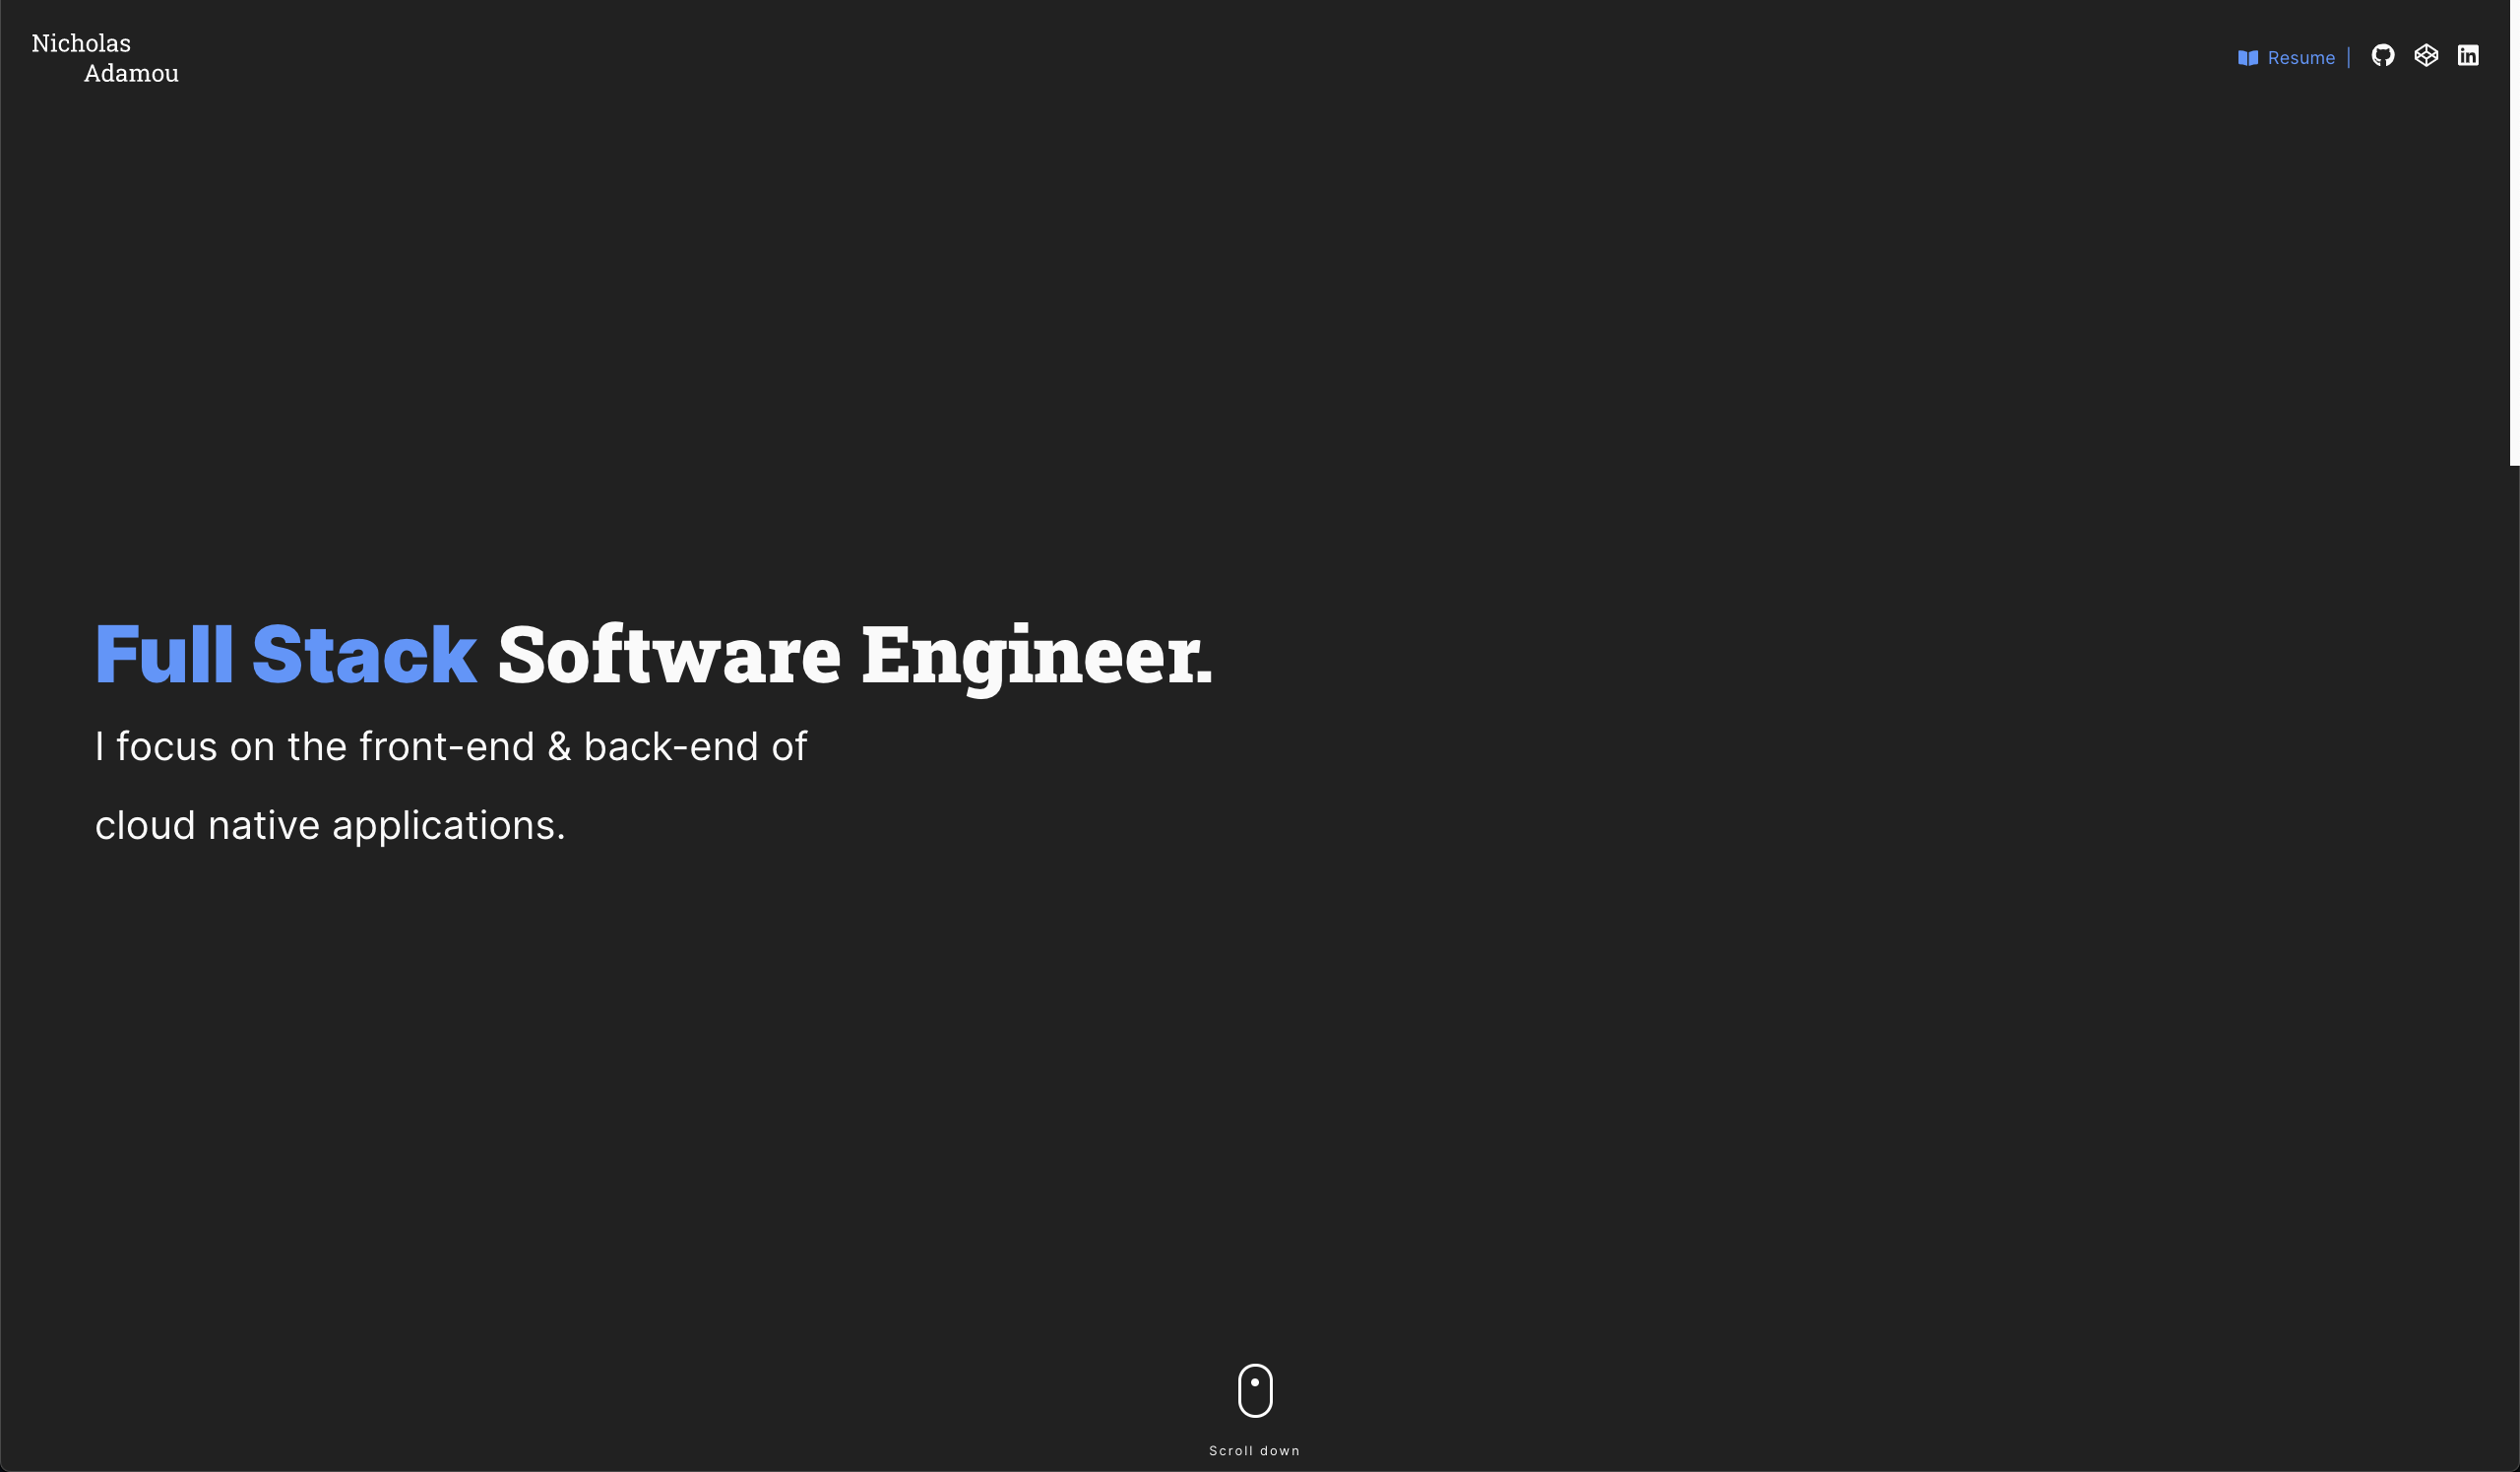 Nicholas
Adamou
Resume |
Full Stack Software Engineer.
I focus on the front-end & back-end of
cloud native applications.
Scroll down